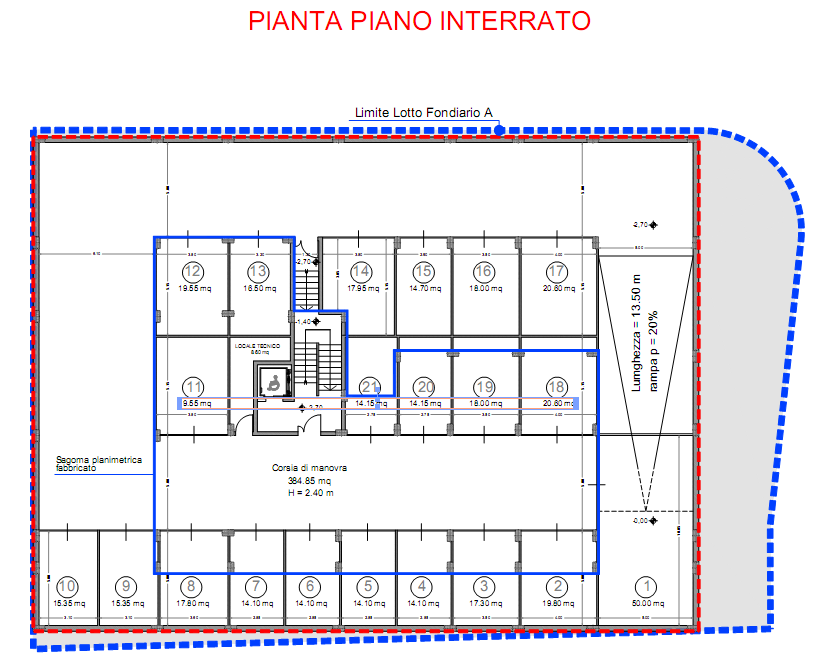 PIANTA PIANO INTERRATO
Limite Lotto Fondiario A
-2,70
12
19.55 mq
13
16.50 mq
-2,70
14
17.95 mq
15
14.70 mq
16
18.00 mq
17
20.60 mq
Lumghezza = 13.50 m
rampa p = 20%
-1,40
LOCALE TECNICO
8.60 mq
11
9.55 mq
21
14.15 mq
20
14.15 mq
19
18.00 mq
18
20.60 mq
-2,70
Sagoma planimetrica
fabbricato
Corsia di manovra
384.85 mq
H = 2.40 m
-0,00
10
15.35 mq
9
15.35 mq
8
17.60 mq
7
14.10 mq
6
14.10 mq
5
14.10 mq
4
14.10 mq
3
17.30 mq
2
19.80 mq
1
50.00 mq